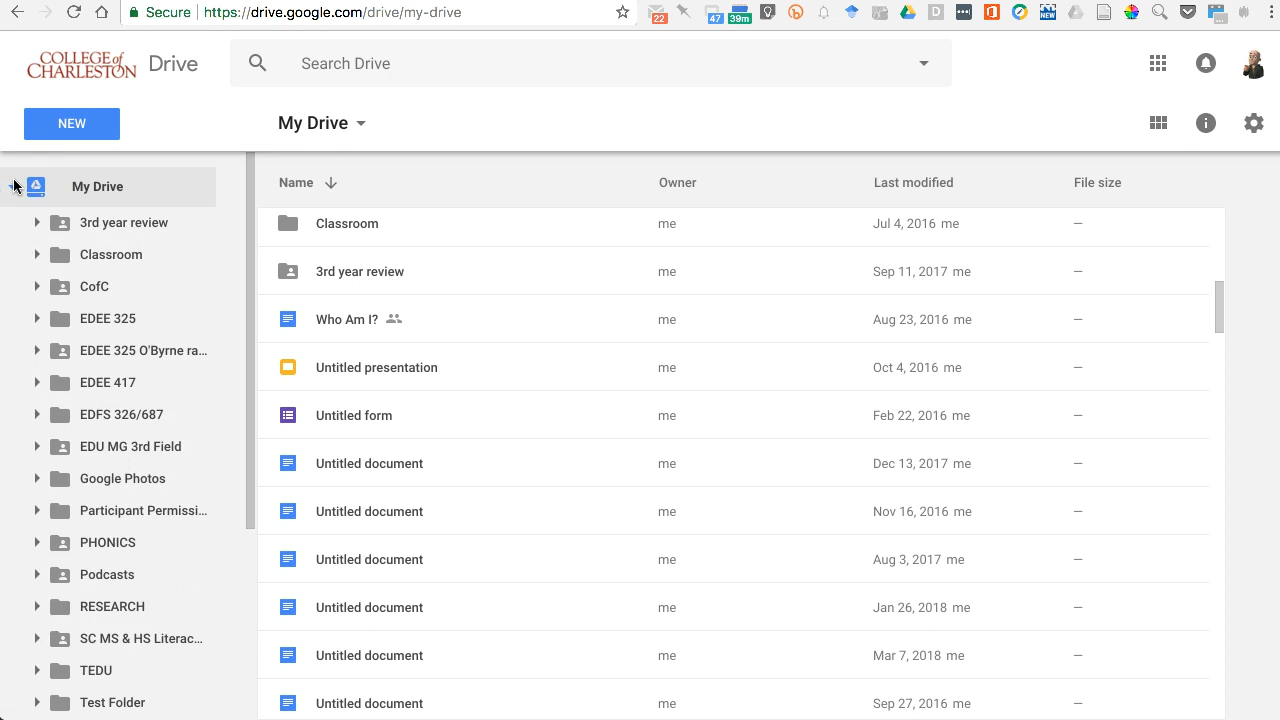 Secure https://drive.google.com/drive/my-drive
22 47 39m NEW
COLLEGE of
CHARLESTON Drive Search Drive
NEW My Drive
My Drive Name Owner Last modified File size
3rd year review Classroom me Jul 4, 2016 me –
Classroom 3rd year review me Sep 11, 2017 me –
CofC
EDEE 325 Who Am I? me Aug 23, 2016 me –
EDEE 325 O'Byrne ra... Untitled presentation me Oct 4, 2016 me –
EDEE 417
EDFS 326/687 Untitled form me Feb 22, 2016 me –
EDU MG 3rd Field Untitled document me Dec 13, 2017 me –
Google Photos
Participant Permissi... Untitled document me Nov 16, 2016 me –
PHONICS Untitled document me Aug 3, 2017 me –
Podcasts
RESEARCH Untitled document me Jan 26, 2018 me –
SC MS & HS Literac... Untitled document me Mar 7, 2018 me –
TEDU
Test Folder Untitled document me Sep 27, 2016 me –